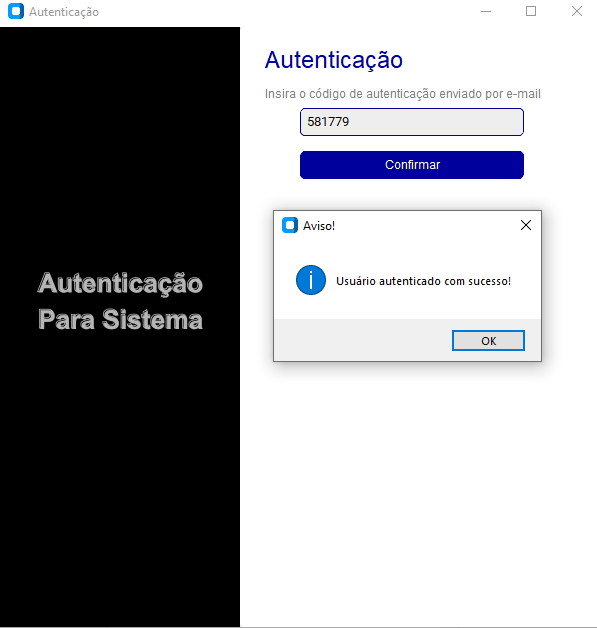 Autenticação
Autenticação
Insira o código de autenticação enviado por e-mail
581779
Confirmar
Aviso!
Usuário autenticado com sucesso!
OK
Autenticação
Para Sistema